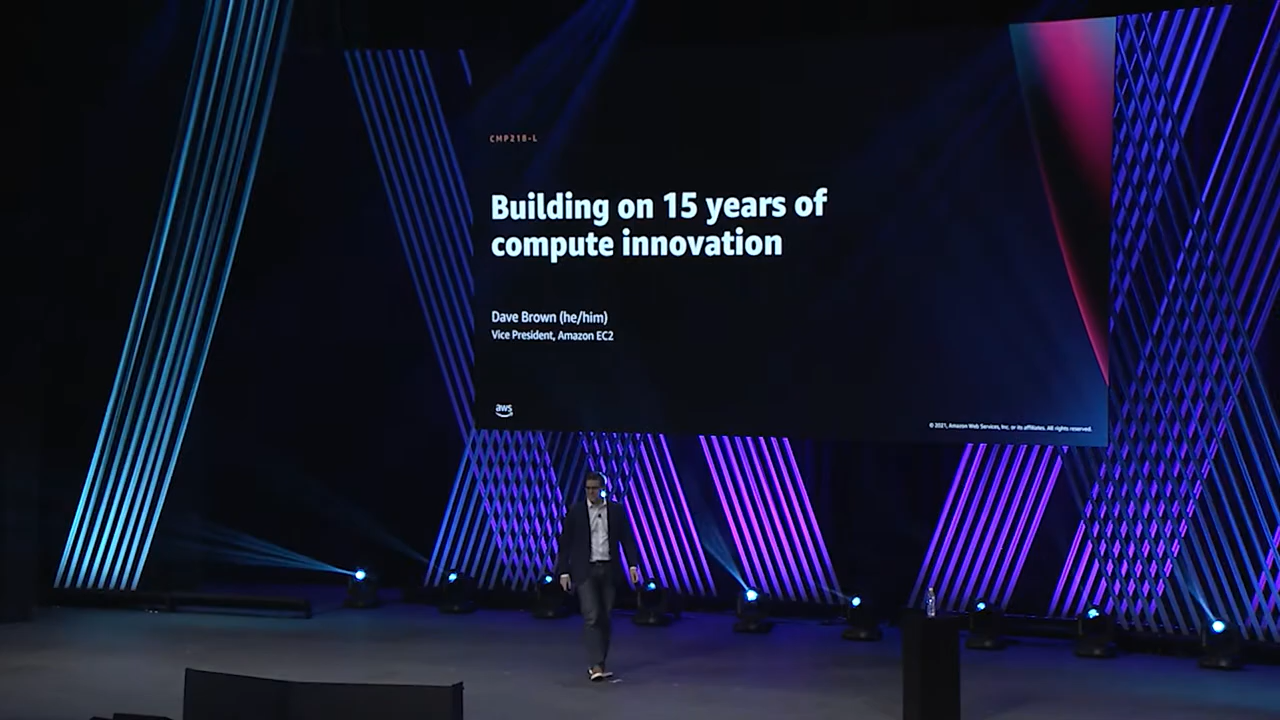 CMP218-L
Building on 15 years of
compute innovation
Dave Brown (he/him)
Vice President, Amazon EC2
aws
© 2021, Amazon Web Services, Inc. or its affiliates. All rights reserved.